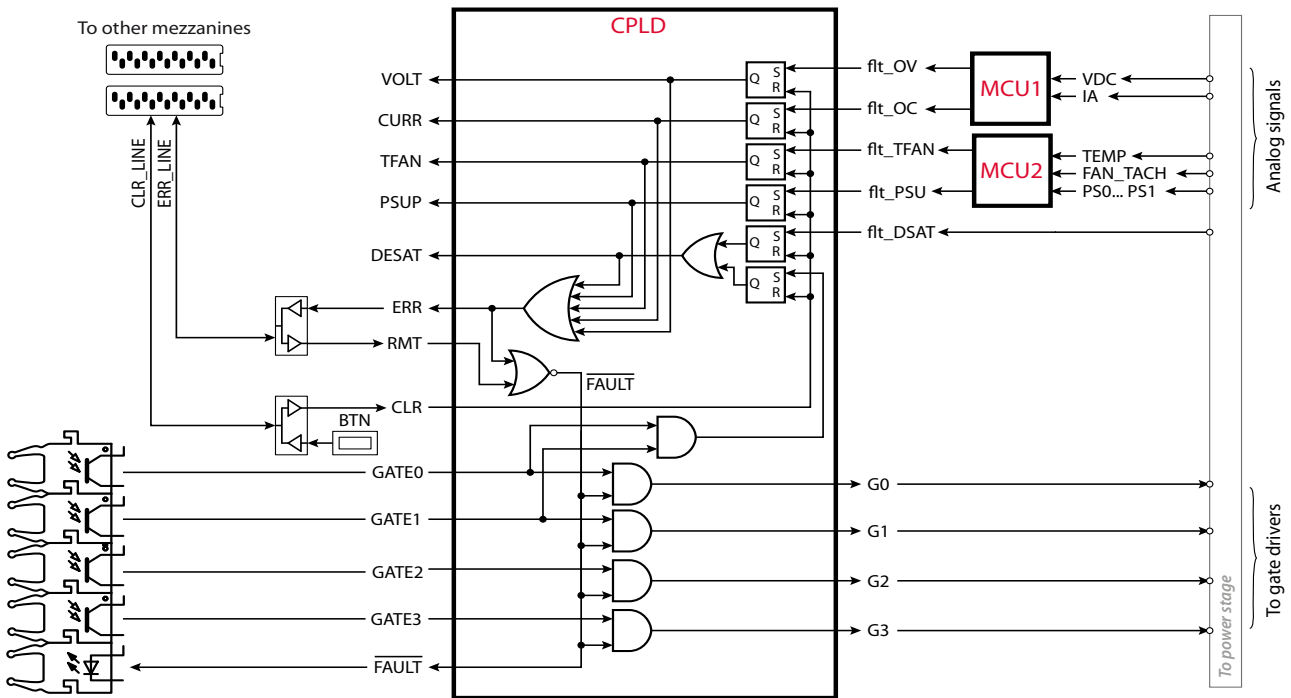 To other mezzanines
CLR_LINE
ERR_LINE
CPLD
VOLT
CURR
TFAN
PSUP
DESAT
ERR
RMT
CLR
BTN
GATE0
GATE1
GATE2
GATE3
FAULT
FAULT
Q S R
Q S R
Q S R
Q S R
Q S R
Q S R
flt_OV
flt_OC
flt_TFAN
flt_PSU
flt_DSAT
MCU1
MCU2
VDC
IA
TEMP
FAN_TACH
PS0... PS1
Analog signals
G0
G1
G2
G3
To gate drivers
To power stage